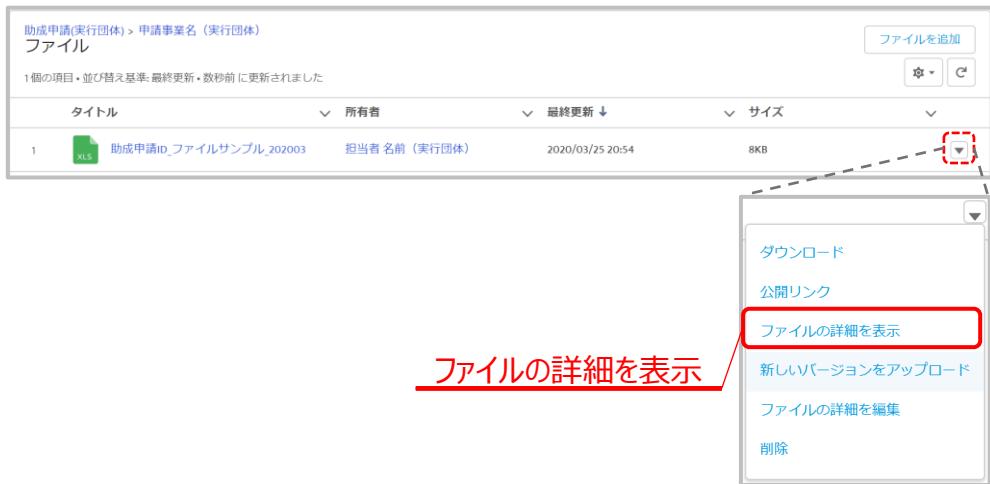 助成申請(実行団体) > 申請事業名（実行団体）
ファイル
ファイルを追加
1個の項目・並び替え基準: 最終更新・数秒前 に更新されました
タイトル 所有者 最終更新 ↓ サイズ
1 XLS 助成申請ID_ファイルサンプル_202003 担当者 名前（実行団体） 2020/03/25 20:54 8KB
ダウンロード
公開リンク
ファイルの詳細を表示
ファイルの詳細を表示
新しいバージョンをアップロード
ファイルの詳細を編集
削除